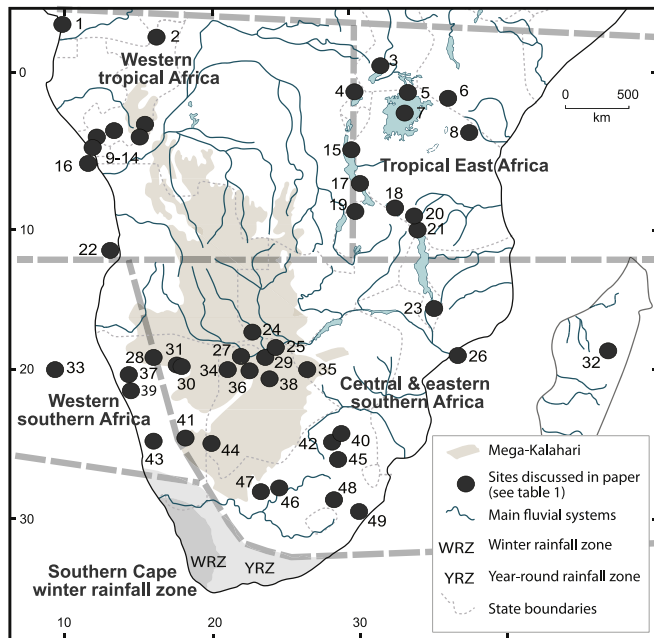 1
2
3
Western
tropical Africa
0
4
5
6
7
0 500
km
8
9-14
15
16
Tropical East Africa
17
18
19
20
21
10
22
23
24
25
26
27
28
31
29
30
34
36
38
35
32
33
37
39
20
Western
southern Africa
Central & eastern
southern Africa
41
44
43
42
40
45
47
46
48
49
30
Mega-Kalahari
Sites discussed in paper
(see table 1)
Main fluvial systems
WRZ Winter rainfall zone
YRZ Year-round rainfall zone
State boundaries
WRZ
YRZ
Southern Cape
winter rainfall zone
10 20 30 40